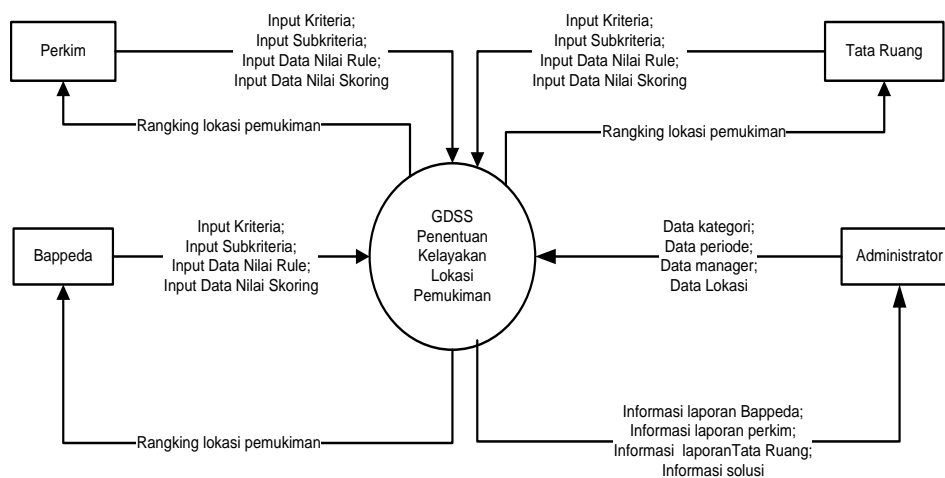 Perkim
Input Kriteria;
Input Subkriteria;
Input Data Nilai Rule;
Input Data Nilai Skoring
Input Kriteria;
Input Subkriteria;
Input Data Nilai Rule;
Input Data Nilai Skoring
Tata Ruang
Rangking lokasi pemukiman
Rangking lokasi pemukiman
Bappeda
Input Kriteria;
Input Subkriteria;
Input Data Nilai Rule;
Input Data Nilai Skoring
GDSS
Penentuan
Kelayakan
Lokasi
Pemukiman
Data kategori;
Data periode;
Data manager;
Data Lokasi
Administrator
Rangking lokasi pemukiman
Informasi laporan Bappeda;
Informasi laporan perkim;
Informasi laporanTata Ruang;
Informasi solusi